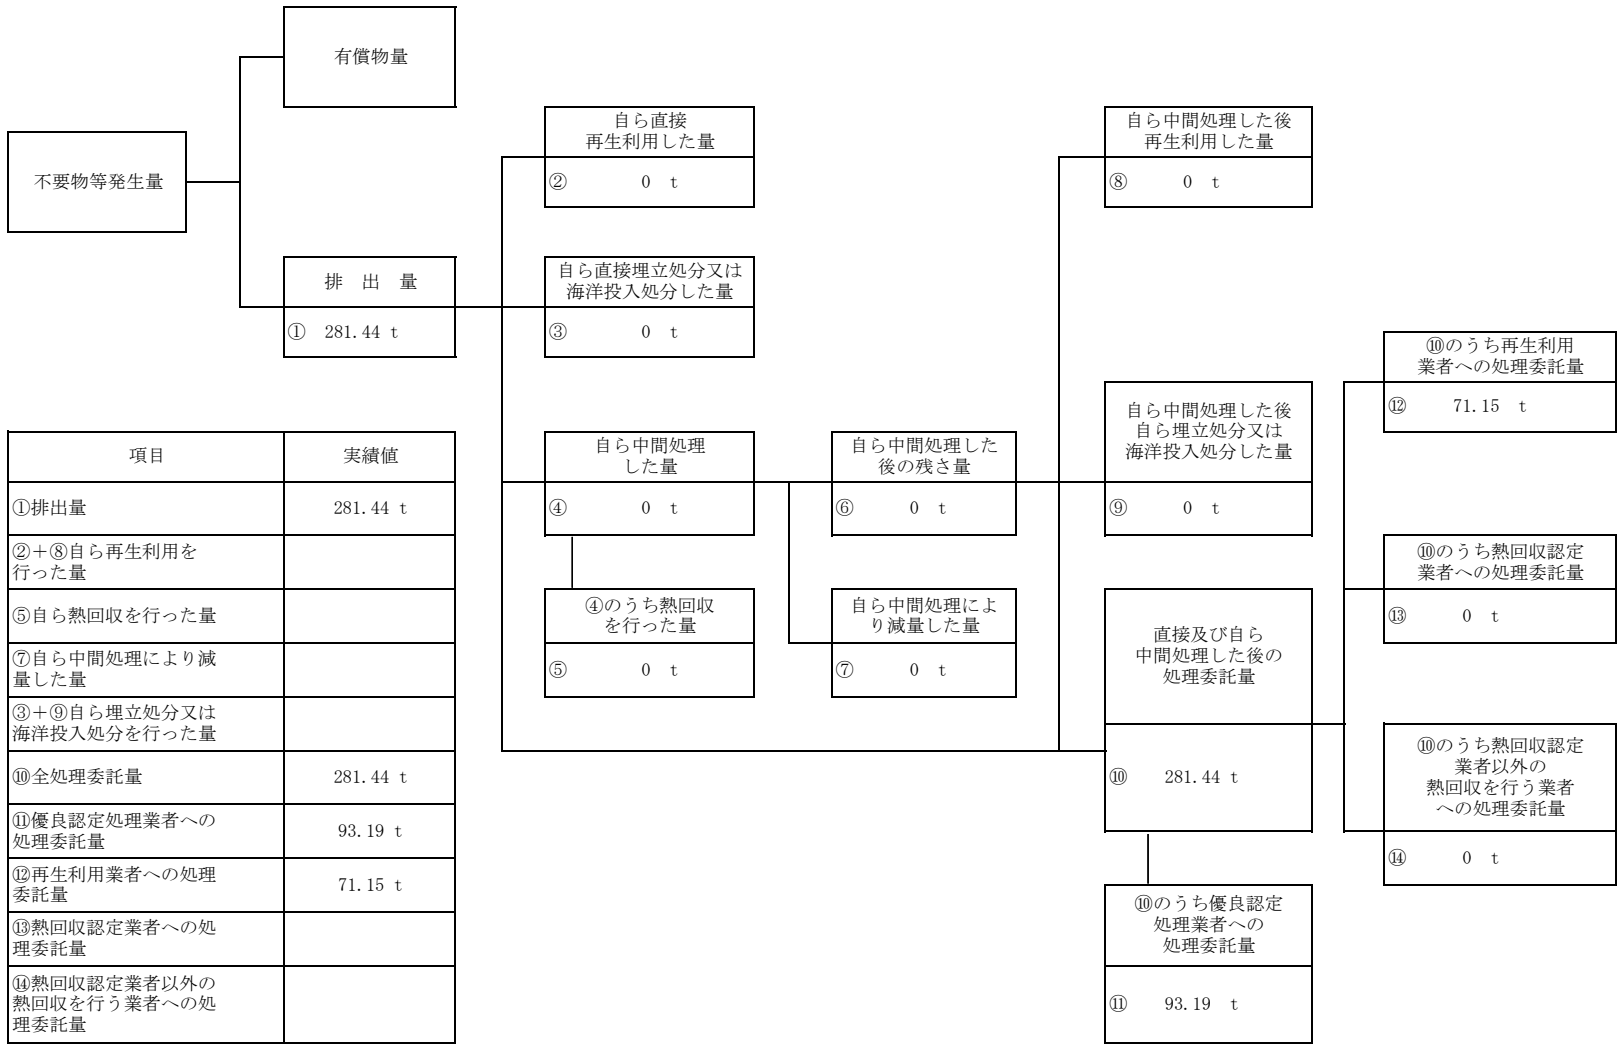 有償物量
不要物等発生量
排　出　量
① 281.44 t
自ら直接
再生利用した量
② 0 t
自ら直接埋立処分又は
海洋投入処分した量
③ 0 t
自ら中間処理
した量
④ 0 t
④のうち熱回収
を行った量
⑤ 0 t
自ら中間処理した
後の残さ量
⑥ 0 t
自ら中間処理によ
り減量した量
⑦ 0 t
自ら中間処理した後
再生利用した量
⑧ 0 t
自ら中間処理した後
自ら埋立処分又は
海洋投入処分した量
⑨ 0 t
直接及び自ら
中間処理した後の
処理委託量
⑩ 281.44 t
⑩のうち優良認定
処理業者への
処理委託量
⑪ 93.19 t
⑩のうち再生利用
業者への処理委託量
⑫ 71.15 t
⑩のうち熱回収認定
業者への処理委託量
⑬ 0 t
⑩のうち熱回収認定
業者以外の
熱回収を行う業者
への処理委託量
⑭ 0 t
項目 実績値
①排出量 281.44 t
②＋⑧自ら再生利用を
行った量
⑤自ら熱回収を行った量
⑦自ら中間処理により減
量した量
③＋⑨自ら埋立処分又は
海洋投入処分を行った量
⑩全処理委託量 281.44 t
⑪優良認定処理業者への
処理委託量 93.19 t
⑫再生利用業者への処理
委託量 71.15 t
⑬熱回収認定業者への処
理委託量
⑭熱回収認定業者以外の
熱回収を行う業者への処
理委託量